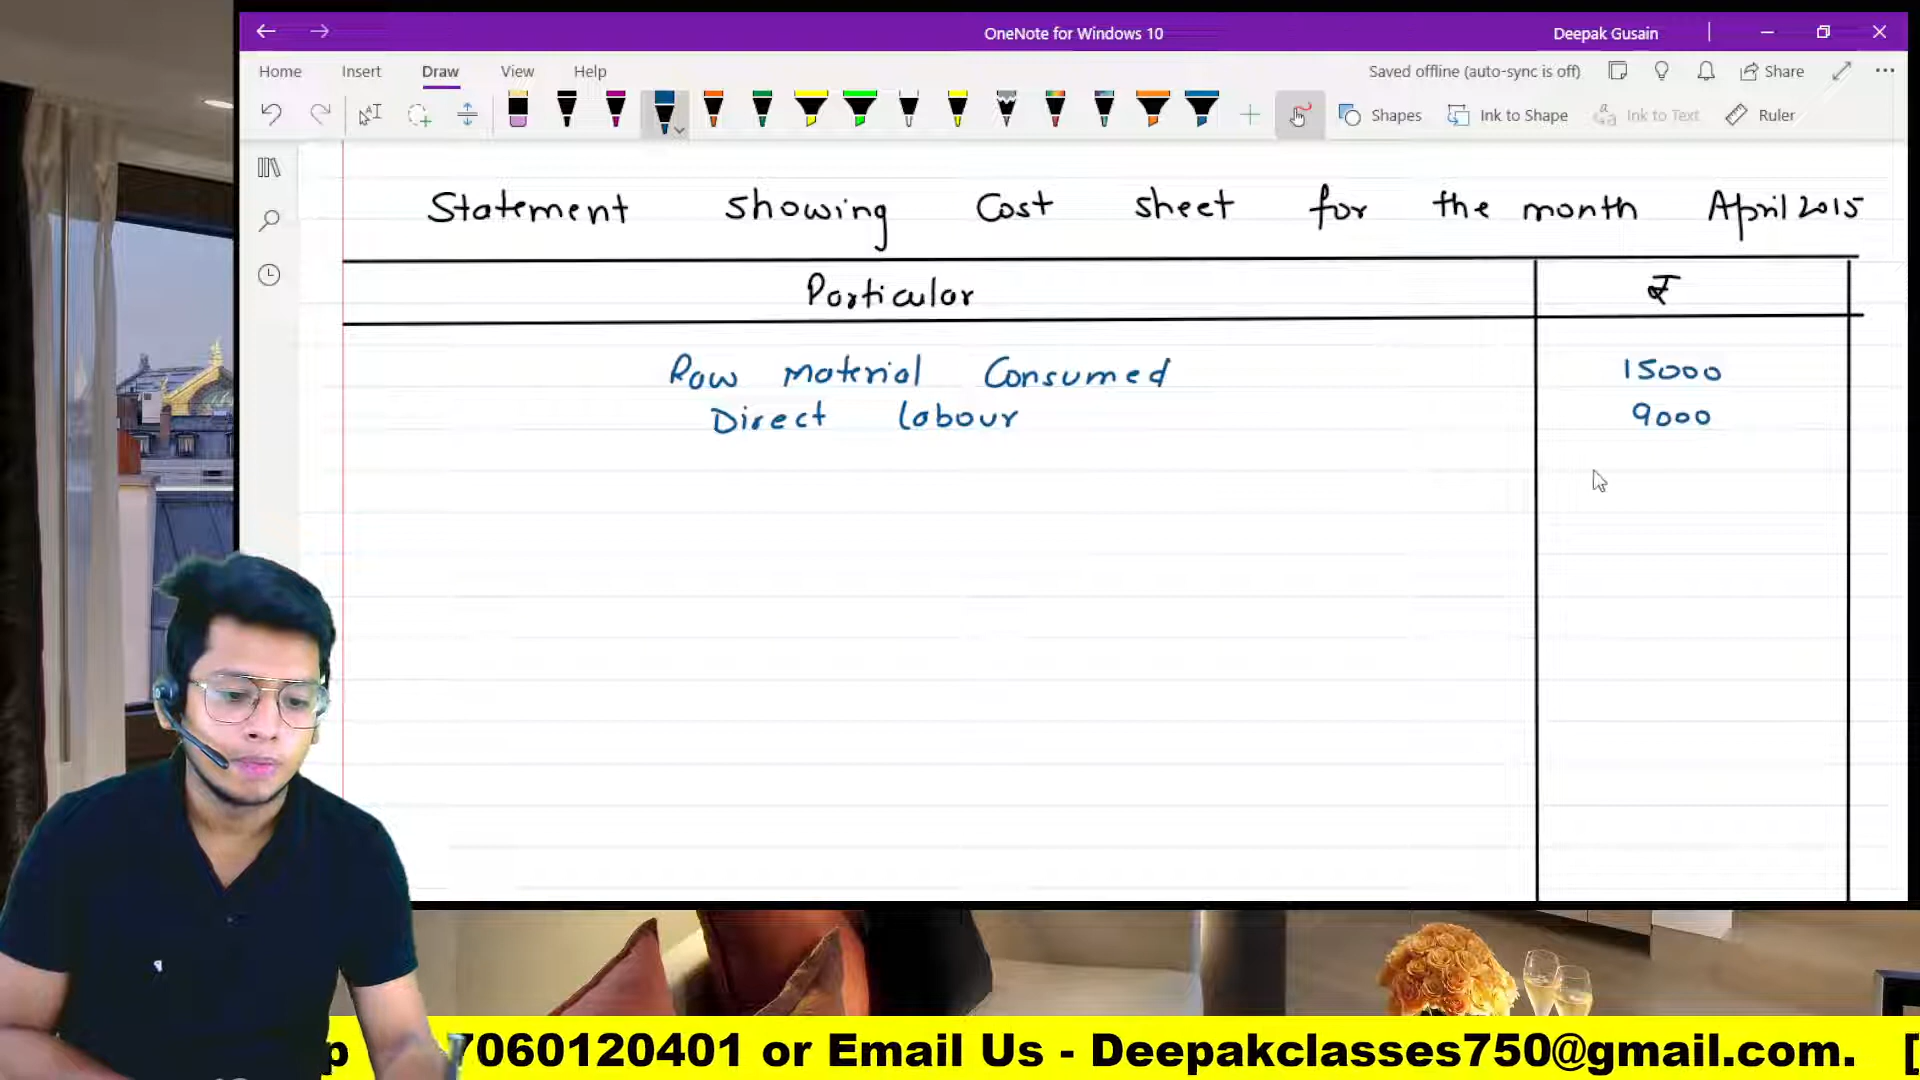 OneNote for Windows 10 Deepak Gusain
Home Insert Draw View Help Saved offline (auto-sync is off) Share
Shapes Ink to Shape Ink to Text Ruler
Statement showing Cost sheet for the month April 2015
Particular ₹
Raw material Consumed 15000
Direct labour 9000
7060120401 or Email Us - Deepakclasses750@gmail.com. [